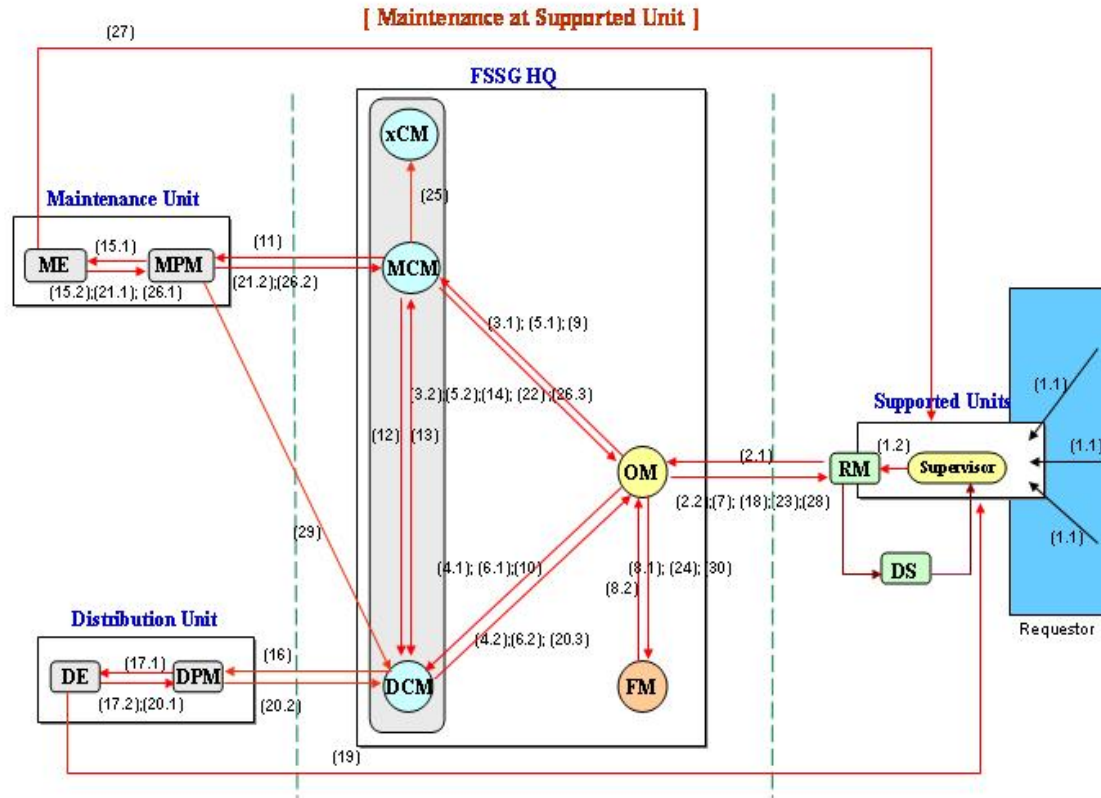 [ Maintenance at Supported Unit ]
(27)
FSSG HQ
xCM
(25)
Maintenance Unit
(15.1)
(11)
ME
MPM
MCM
(21.2);(26.2)
(15.2);(21.1); (26.1)
(3.1); (5.1); (9)
(1.1)
(3.2);(5.2);(14); (22);(26.3)
Supported Units
(12)
(13)
(1.2)
(2.1)
(1.1)
OM
RM
Supervisor
(2.2);(7); (18);(23);(28)
(29)
(1.1)
(4.1); (6.1);(10)
(8.1); (24); (30)
DS
(8.2)
Distribution Unit
(4.2);(6.2); (20.3)
Requestor
(17.1)
(16)
DE
DPM
DCM
FM
(17.2);(20.1)
(20.2)
(19)